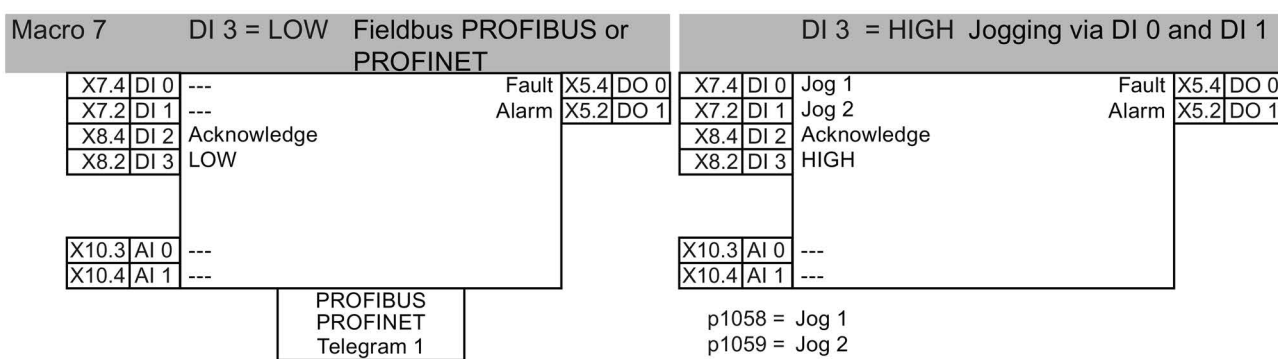 Macro 7 DI 3 = LOW Fieldbus PROFIBUS or
PROFINET
X7.4 DI 0 --- Fault X5.4 DO 0
X7.2 DI 1 --- Alarm X5.2 DO 1
X8.4 DI 2 Acknowledge
X8.2 DI 3 LOW
X10.3 AI 0 ---
X10.4 AI 1 ---
PROFIBUS
PROFINET
Telegram 1
DI 3 = HIGH Jogging via DI 0 and DI 1
X7.4 DI 0 Jog 1 Fault X5.4 DO 0
X7.2 DI 1 Jog 2 Alarm X5.2 DO 1
X8.4 DI 2 Acknowledge
X8.2 DI 3 HIGH
X10.3 AI 0 ---
X10.4 AI 1 ---
p1058 = Jog 1
p1059 = Jog 2